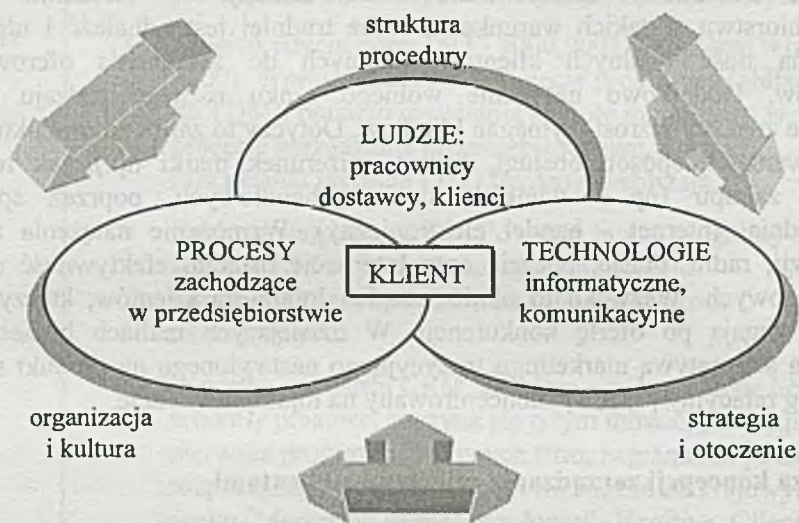 struktura
procedury
LUDZIE:
pracownicy
dostawcy, klienci
PROCESY
zachodzące
w przedsiębiorstwie
KLIENT
TECHNOLOGIE
informatyczne,
komunikacyjne
organizacja
i kultura
strategia
i otoczenie